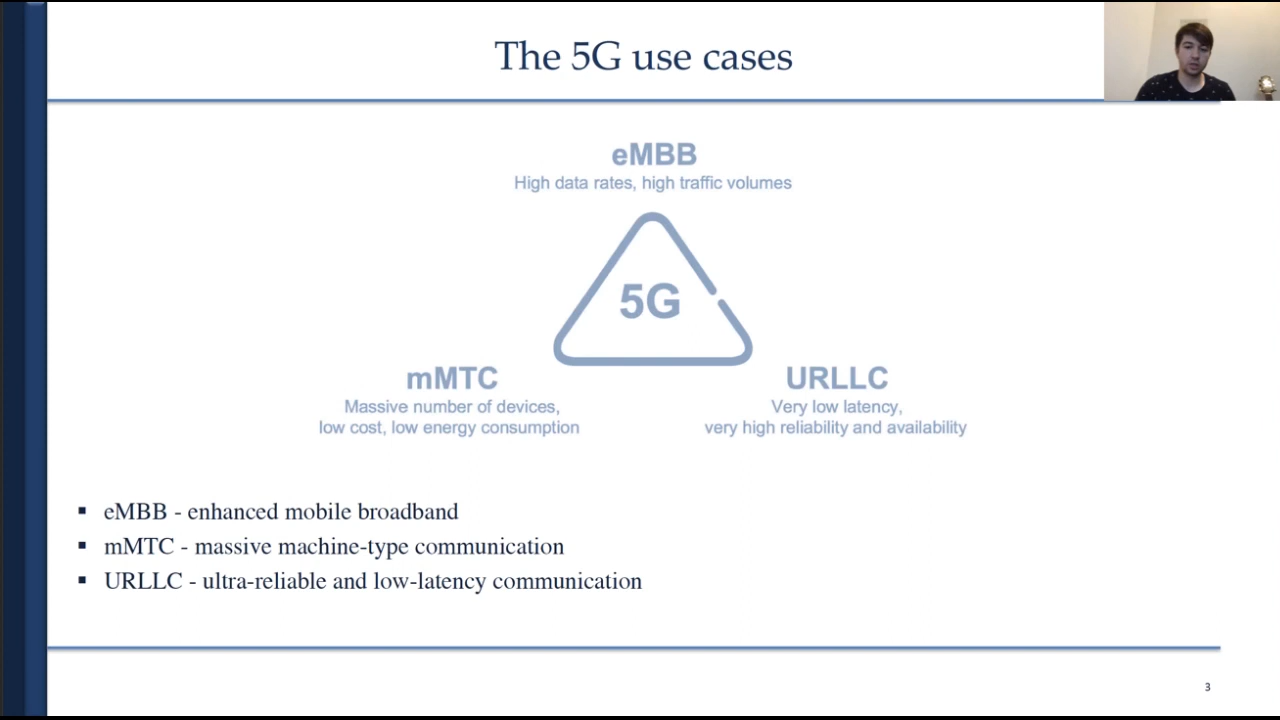 The 5G use cases
eMBB
High data rates, high traffic volumes
5G
mMTC
Massive number of devices,
low cost, low energy consumption
URLLC
Very low latency,
very high reliability and availability
▪ eMBB - enhanced mobile broadband
▪ mMTC - massive machine-type communication
▪ URLLC - ultra-reliable and low-latency communication
3